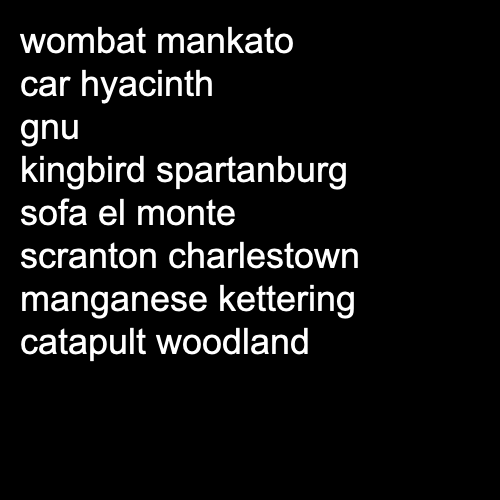 wombat mankato
car hyacinth
gnu
kingbird spartanburg
sofa el monte
scranton charlestown
manganese kettering
catapult woodland